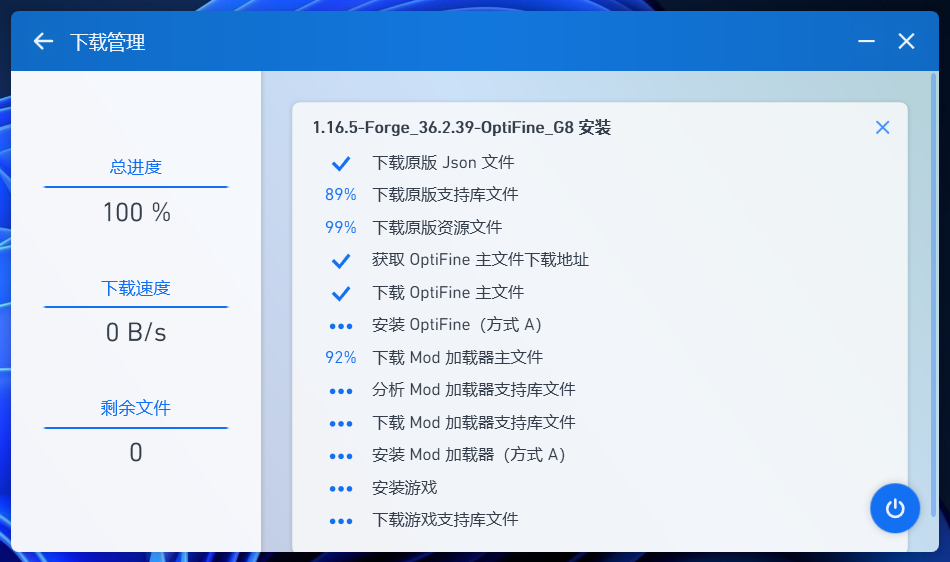 下载管理
总进度
100 %
下载速度
0 B/s
剩余文件
0
1.16.5-Forge_36.2.39-OptiFine_G8 安装
下载原版 Json 文件
89% 下载原版支持库文件
99% 下载原版资源文件
获取 OptiFine 主文件下载地址
下载 OptiFine 主文件
••• 安装 OptiFine（方式 A）
92% 下载 Mod 加载器主文件
••• 分析 Mod 加载器支持库文件
••• 下载 Mod 加载器支持库文件
••• 安装 Mod 加载器（方式 A）
••• 安装游戏
••• 下载游戏支持库文件